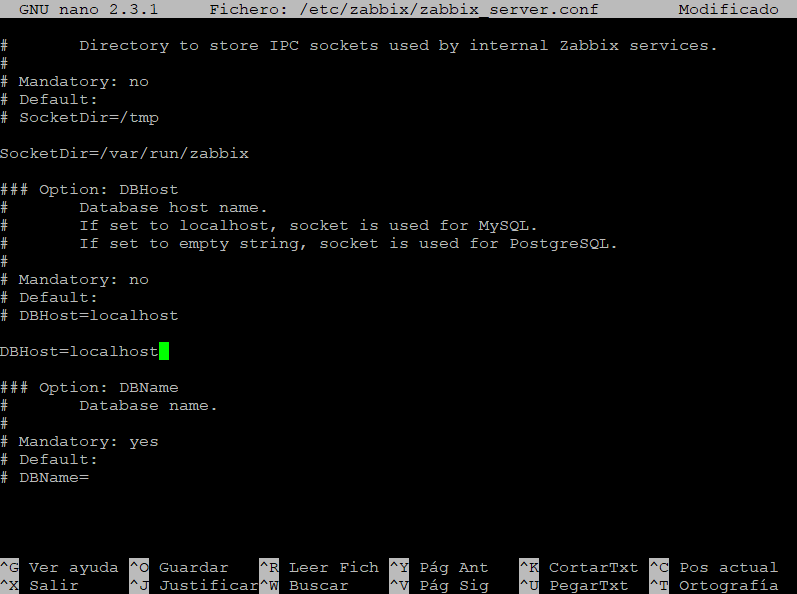 GNU nano 2.3.1 Fichero: /etc/zabbix/zabbix_server.conf Modificado
# Directory to store IPC sockets used by internal Zabbix services.
#
# Mandatory: no
# Default:
# SocketDir=/tmp
SocketDir=/var/run/zabbix
### Option: DBHost
# Database host name.
# If set to localhost, socket is used for MySQL.
# If set to empty string, socket is used for PostgreSQL.
#
# Mandatory: no
# Default:
# DBHost=localhost
DBHost=localhost
### Option: DBName
# Database name.
#
# Mandatory: yes
# Default:
# DBName=
^G Ver ayuda ^O Guardar ^R Leer Fich ^Y Pág Ant ^K CortarTxt ^C Pos actual
^X Salir ^J Justificar ^W Buscar ^V Pág Sig ^U PegarTxt ^T Ortografía